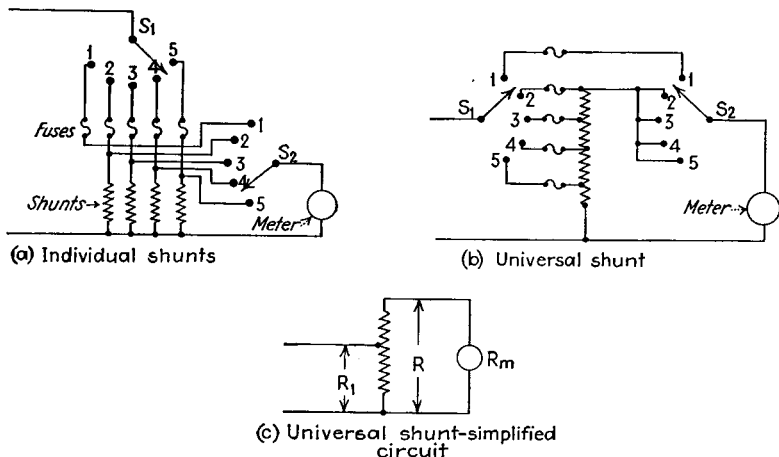 S1
1
2
3
4
5
Fuses
1
2
3
4
5
S2
Shunts
Meter
(a) Individual shunts
1
2
3
4
5
S1
1
2
3
4
5
S2
Meter
(b) Universal shunt
R1
R
Rm
(c) Universal shunt-simplified
circuit